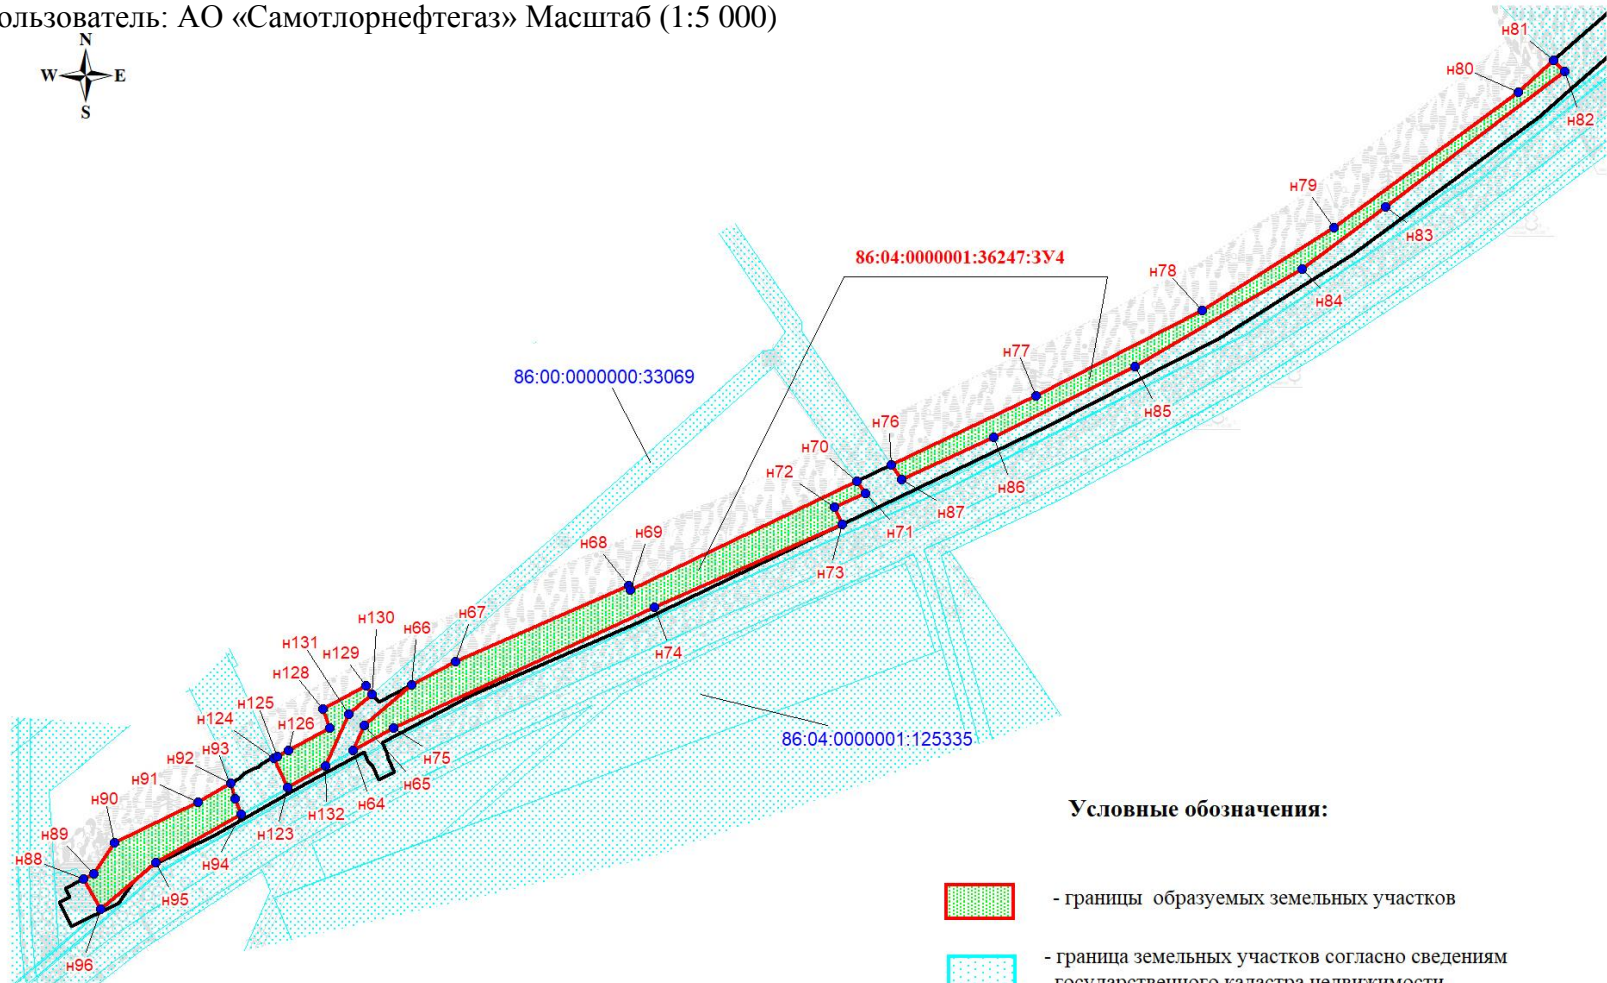 ользователь: АО «Самотлорнефтегаз» Масштаб (1:5 000)
N
W E
S
н81
н80
н82
н79
н83
86:04:0000001:36247:ЗУ4
н78
н84
н77
86:00:0000000:33069
н85
н76
н70
н72
н86
н87
н71
н69
н68
н73
н130
н67
н66
н131
н129
н74
н128
н125
н124
н126
86:04:0000001:125335
н93
н92
н75
н91
н65
н64
н90
н132
н123
н89
н94
н88
н95
н96
Условные обозначения:
- границы образуемых земельных участков
- граница земельных участков согласно сведениям
государственного кадастра недвижимости